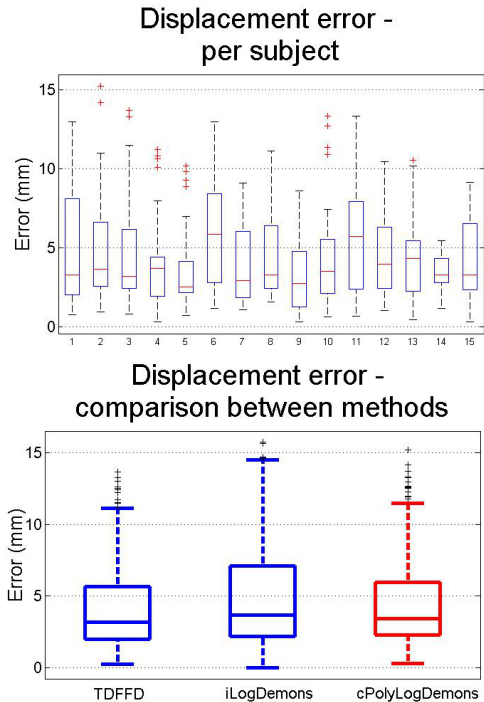 Displacement error -
per subject
Error (mm)
15
10
5
0
1 2 3 4 5 6 7 8 9 10 11 12 13 14 15
Displacement error -
comparison between methods
Error (mm)
15
10
5
0
TDFFD iLogDemons cPolyLogDemons